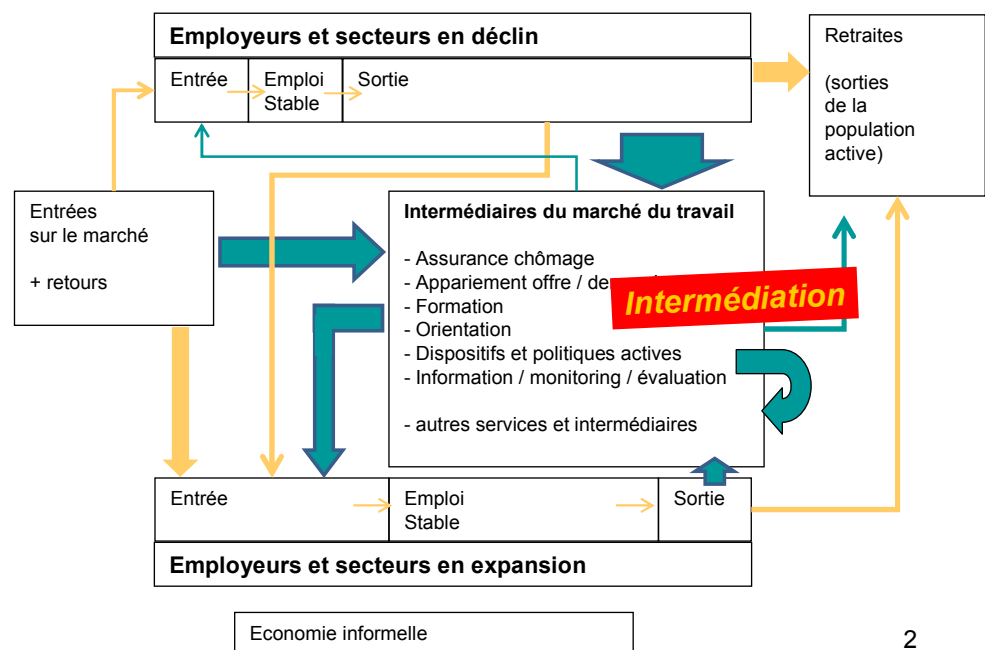 Employeurs et secteurs en déclin
Entrée
Emploi
Stable
Sortie
Retraites
(sorties
de la
population
active)
Entrées
sur le marché
+ retours
Intermédiaires du marché du travail
- Assurance chômage
- Appariement offre /
- Formation
- Orientation
- Dispositifs et politiques actives
- Information / monitoring / évaluation
- autres services et intermédiaires
Intermédiation
Entrée
Emploi
Stable
Sortie
Employeurs et secteurs en expansion
Economie informelle
2